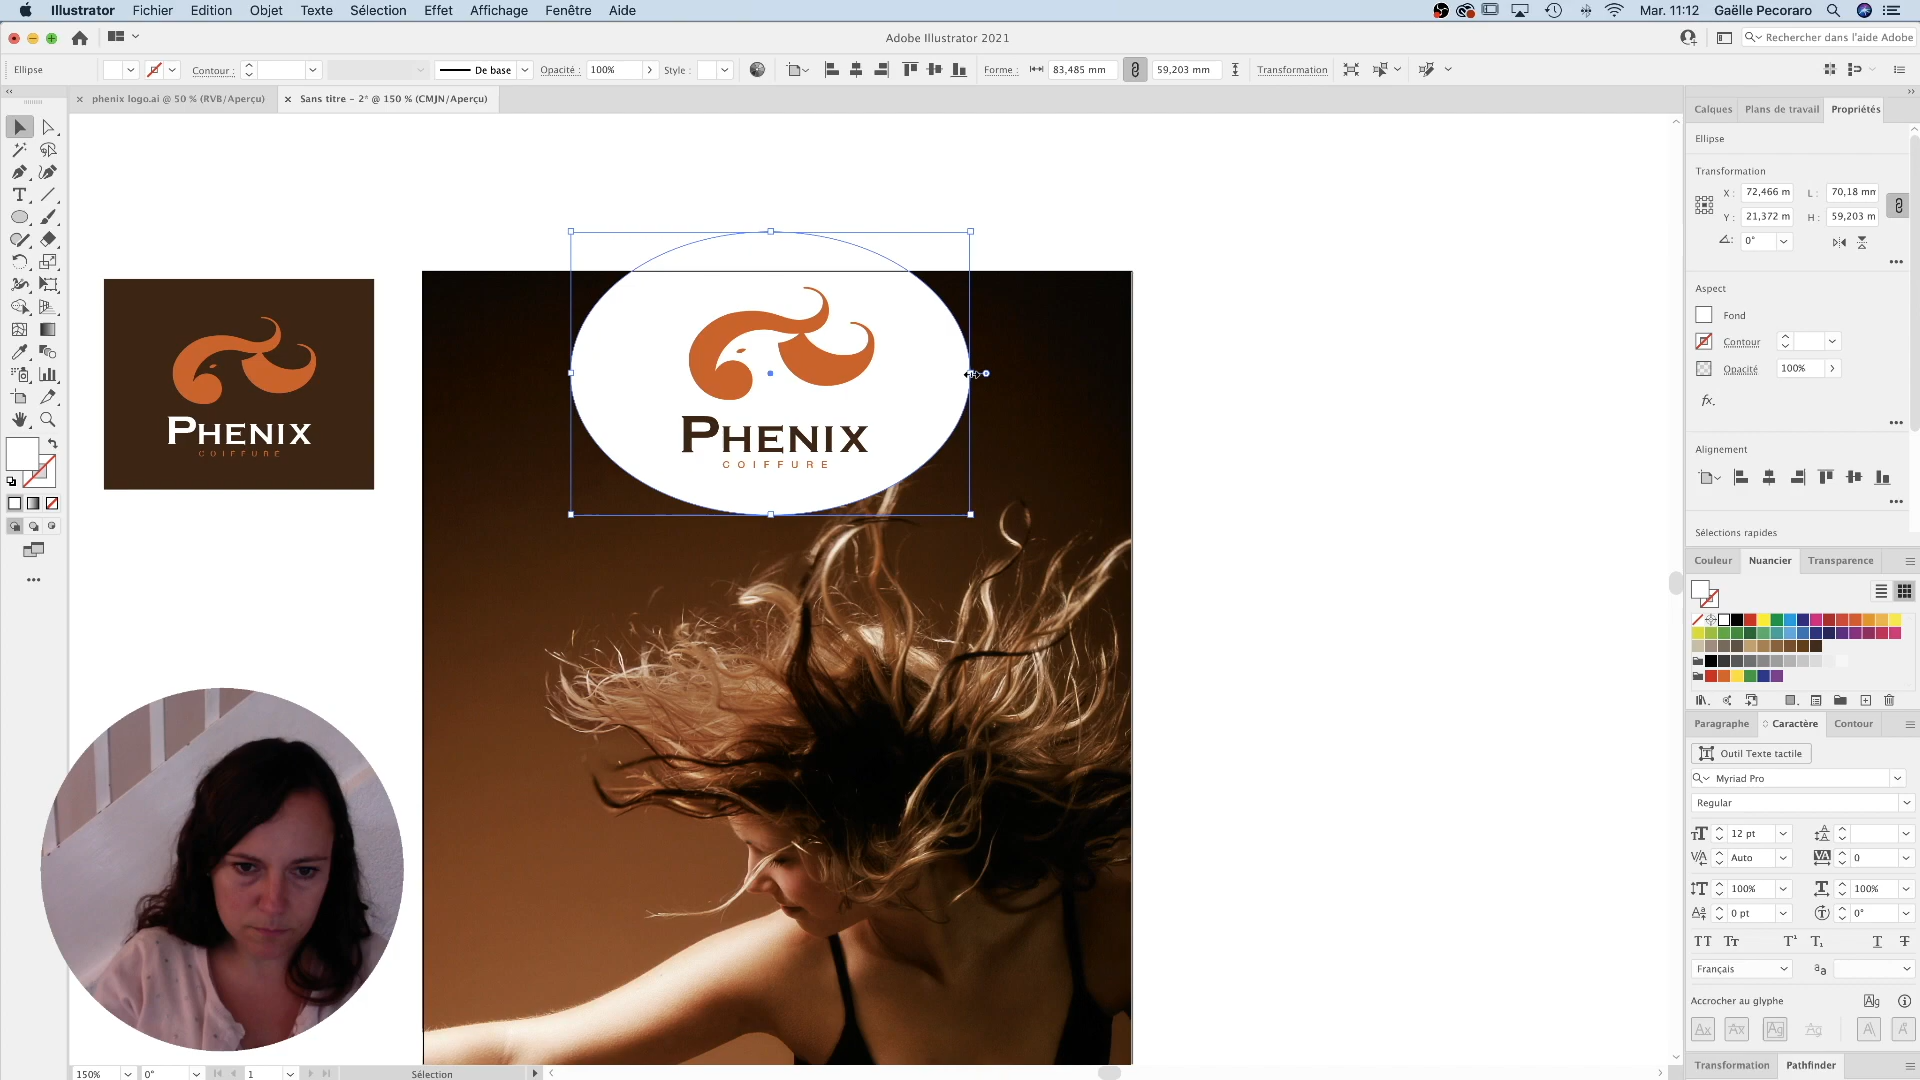 Illustrator Fichier Edition Objet Texte Sélection Effet Affichage Fenêtre Aide Mar. 11:12 Gaëlle Pecoraro
Adobe Illustrator 2021 Rechercher dans l'aide Adobe
Ellipse Contour : De base Opacité : 100% Style : Forme : 83,485 mm 59,203 mm Transformation
phenix logo.ai @ 50 % (RVB/Aperçu) Sans titre - 2* @ 150 % (CMJN/Aperçu)
Calques Plans de travail Propriétés
Ellipse
Transformation
X : 72,466 m L : 70,18 mm
Y : 21,372 m H : 59,203 m
0°
Aspect
Fond
Contour
Opacité 100%
fx.
Alignement
Sélections rapides
Couleur Nuancier Transparence
Paragraphe Caractère Contour
Outil Texte tactile
Myriad Pro
Regular
12 pt
Auto 0
100% 100%
0 pt 0°
Français
Accrocher au glyphe
Transformation Pathfinder
PHENIX
COIFFURE
PHENIX
COIFFURE
150% 0° 1 Sélection